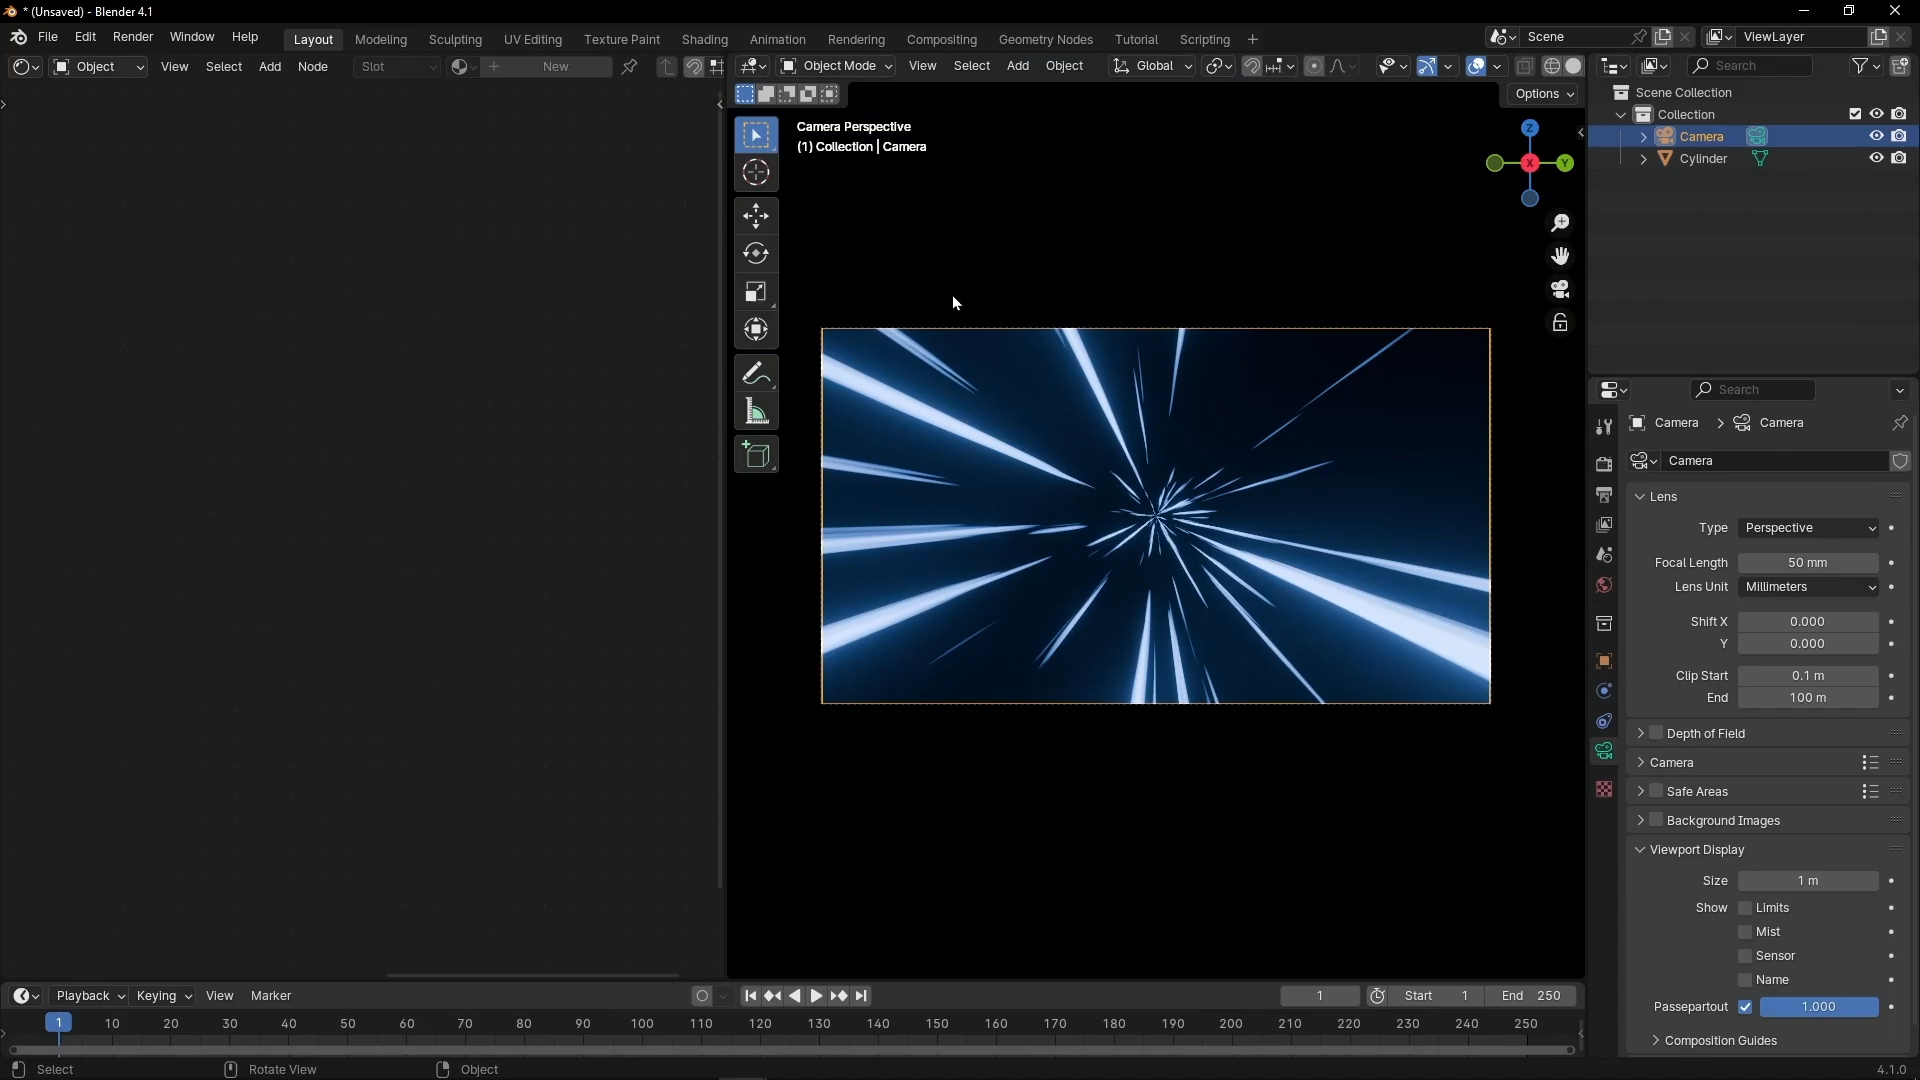 * (Unsaved) - Blender 4.1
File Edit Render Window Help Layout Modeling Sculpting UV Editing Texture Paint Shading Animation Rendering Compositing Geometry Nodes Tutorial Scripting + Scene ViewLayer
Object View Select Add Node Slot New Object Mode View Select Add Object Global Search
Options
Camera Perspective
(1) Collection | Camera
Z
X
Y
Scene Collection
Collection
Camera
Cylinder
Search
Camera > Camera
Camera
Lens
Type Perspective
Focal Length 50 mm
Lens Unit Millimeters
Shift X 0.000
Y 0.000
Clip Start 0.1 m
End 100 m
Depth of Field
Camera
Safe Areas
Background Images
Viewport Display
Size 1 m
Show Limits
Mist
Sensor
Name
Passepartout 1.000
Composition Guides
Playback Keying View Marker 1 Start 1 End 250
1 10 20 30 40 50 60 70 80 90 100 110 120 130 140 150 160 170 180 190 200 210 220 230 240 250
Select Rotate View Object 4.1.0